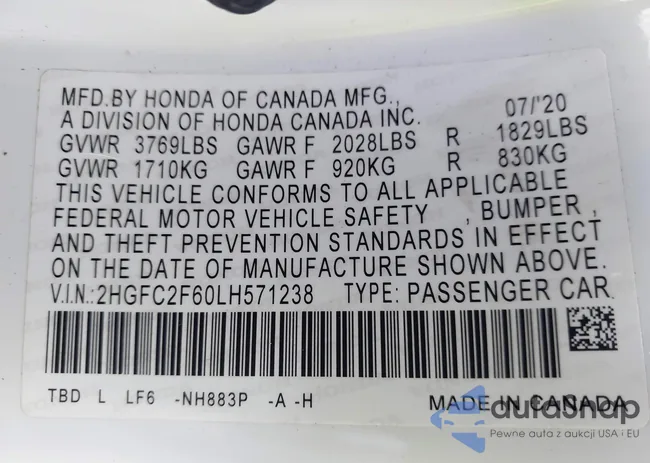 MFD.BY HONDA OF CANADA MFG.,
A DIVISION OF HONDA CANADA INC. 07/'20
GVWR 3769LBS GAWR F 2028LBS R 1829LBS
GVWR 1710KG GAWR F 920KG R 830KG
THIS VEHICLE CONFORMS TO ALL APPLICABLE
FEDERAL MOTOR VEHICLE SAFETY , BUMPER ,
AND THEFT PREVENTION STANDARDS IN EFFECT
ON THE DATE OF MANUFACTURE SHOWN ABOVE.
V.I.N.:2HGFC2F60LH571238 TYPE: PASSENGER CAR
TBD L LF6 -NH883P -A -H MADE IN CANADA
autaSnap
Pewne auta z aukcji USA i EU